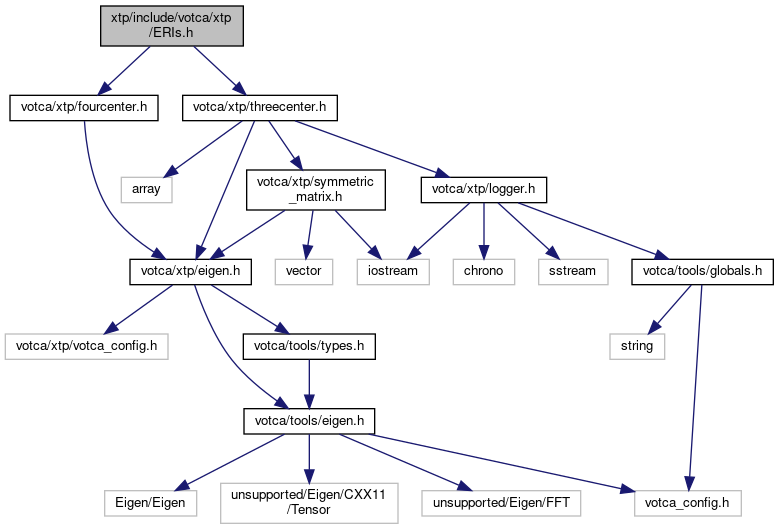 xtp/include/votca/xtp
/ERIs.h
votca/xtp/fourcenter.h
votca/xtp/threecenter.h
array
votca/xtp/symmetric
_matrix.h
votca/xtp/logger.h
votca/xtp/eigen.h
vector
iostream
chrono
sstream
votca/tools/globals.h
votca/xtp/votca_config.h
votca/tools/types.h
string
votca/tools/eigen.h
Eigen/Eigen
unsupported/Eigen/CXX11
/Tensor
unsupported/Eigen/FFT
votca_config.h